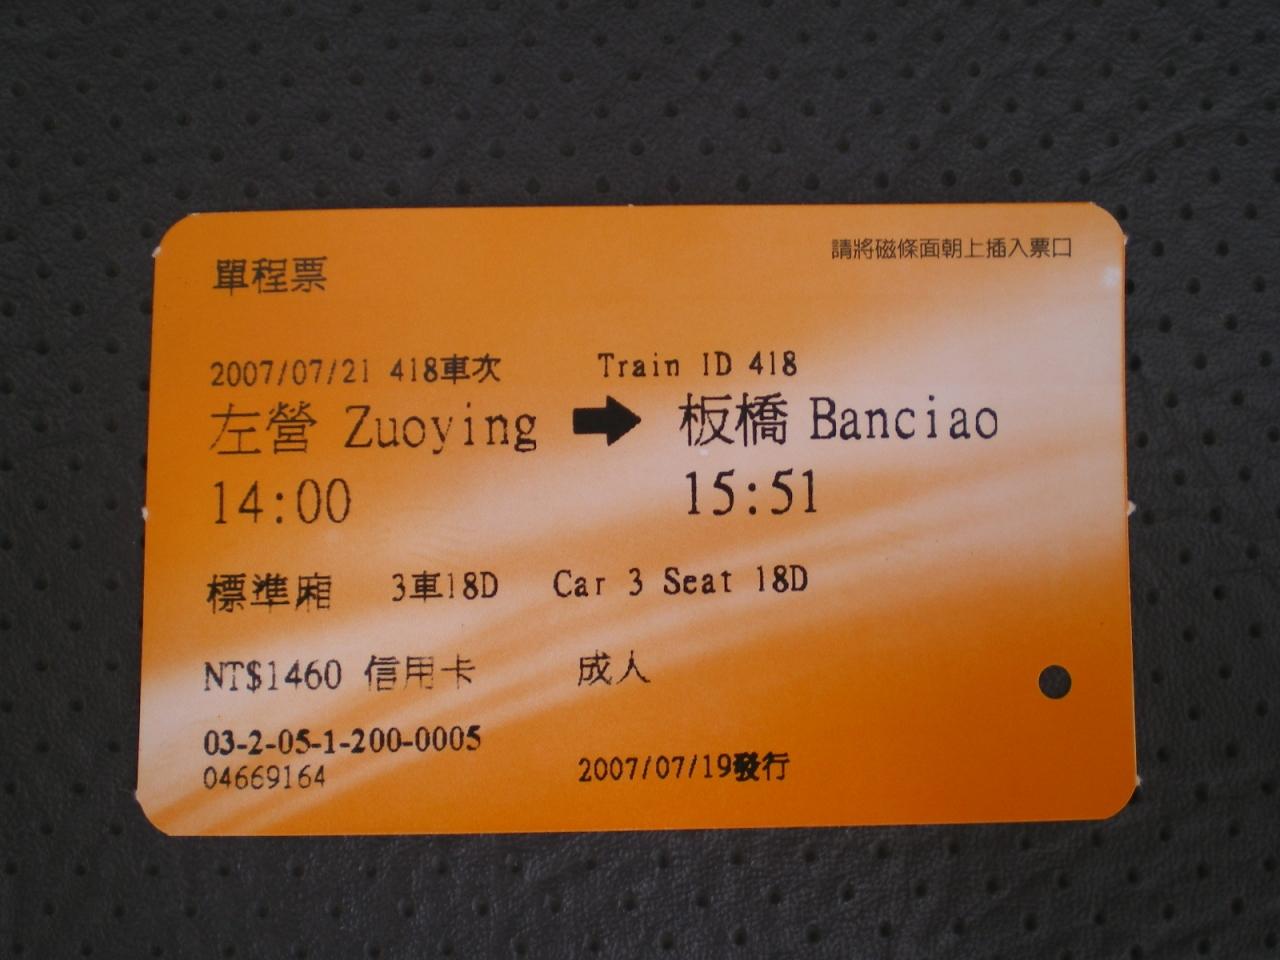 單程票
請將磁條面朝上插入票口
2007/07/21 418車次 Train ID 418
左營 Zuoying → 板橋 Banciao
14:00 15:51
標準廂 3車18D Car 3 Seat 18D
NT$1460 信用卡 成人
03-2-05-1-200-0005
04669164
2007/07/19發行